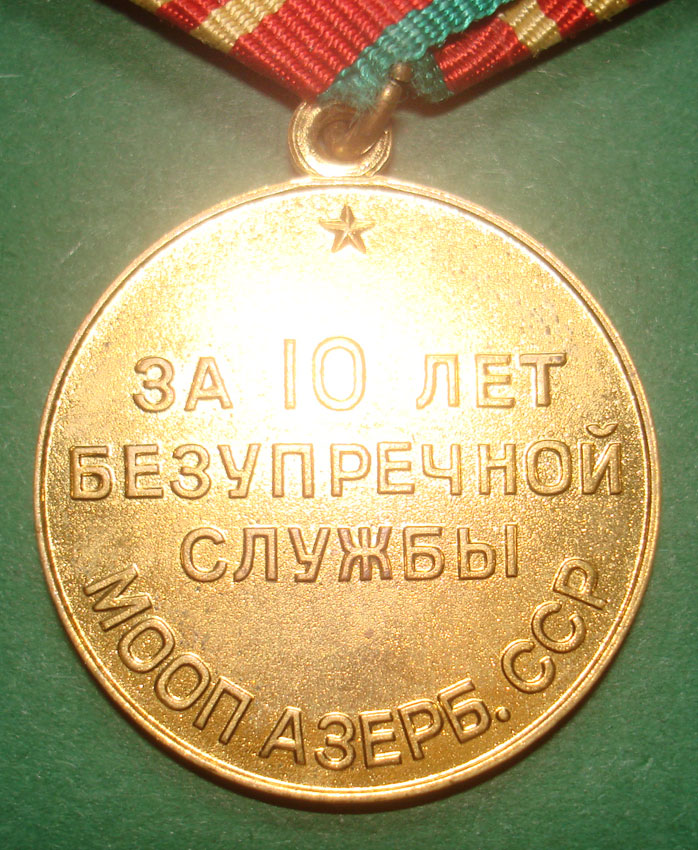 ЗА 10 ЛЕТ
БЕЗУПРЕЧНОЙ
СЛУЖБЫ
МООП АЗЕРБ. ССР